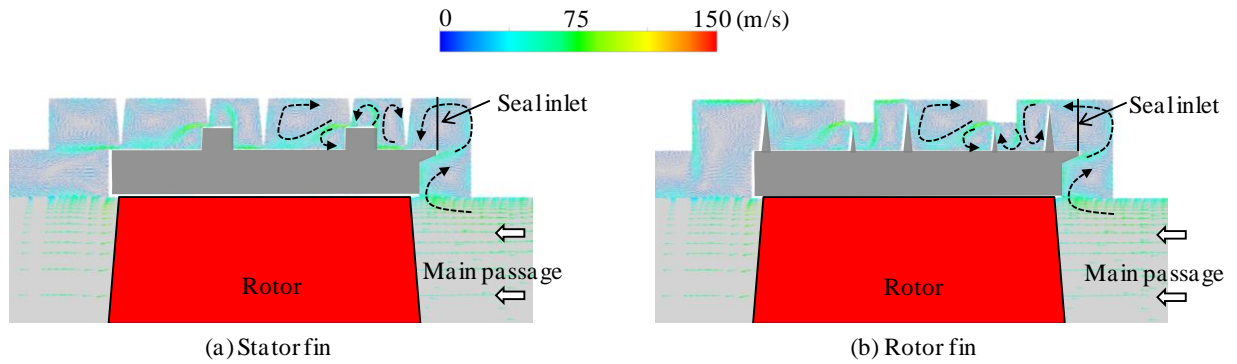 0 75 150 (m/s)
Seal inlet
Main passage
Rotor
(a) Stator fin
Seal inlet
Main passage
Rotor
(b) Rotor fin